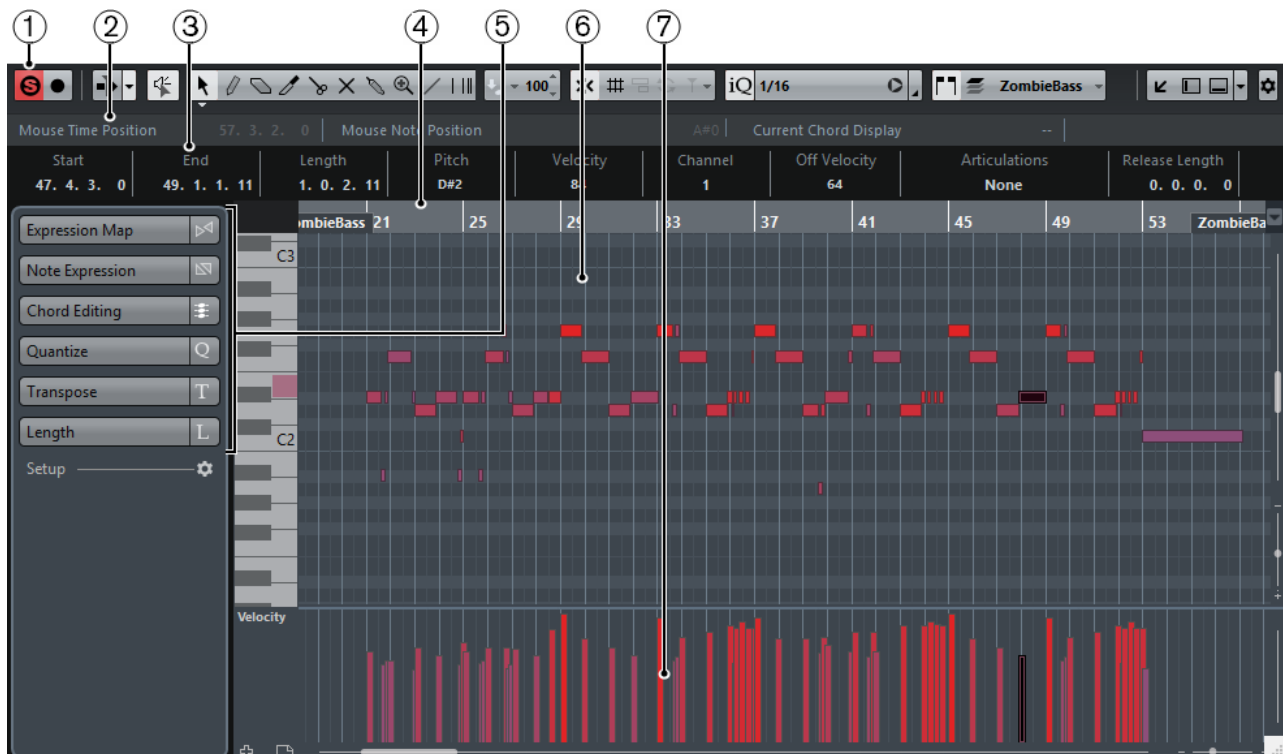 ① ② ③ ④ ⑤ ⑥ ⑦
S 100 iQ 1/16 ZombieBass
Mouse Time Position 57. 3. 2. 0 Mouse Note Position A#0 Current Chord Display --
Start End Length Pitch Velocity Channel Off Velocity Articulations Release Length
47. 4. 3. 0 49. 1. 1. 11 1. 0. 2. 11 D#2 84 1 64 None 0. 0. 0. 0
ombieBass 21 25 29 33 37 41 45 49 53 ZombieBa
Expression Map
C3
Note Expression
Chord Editing
Quantize Q
Transpose T
Length L
C2
Setup
Velocity